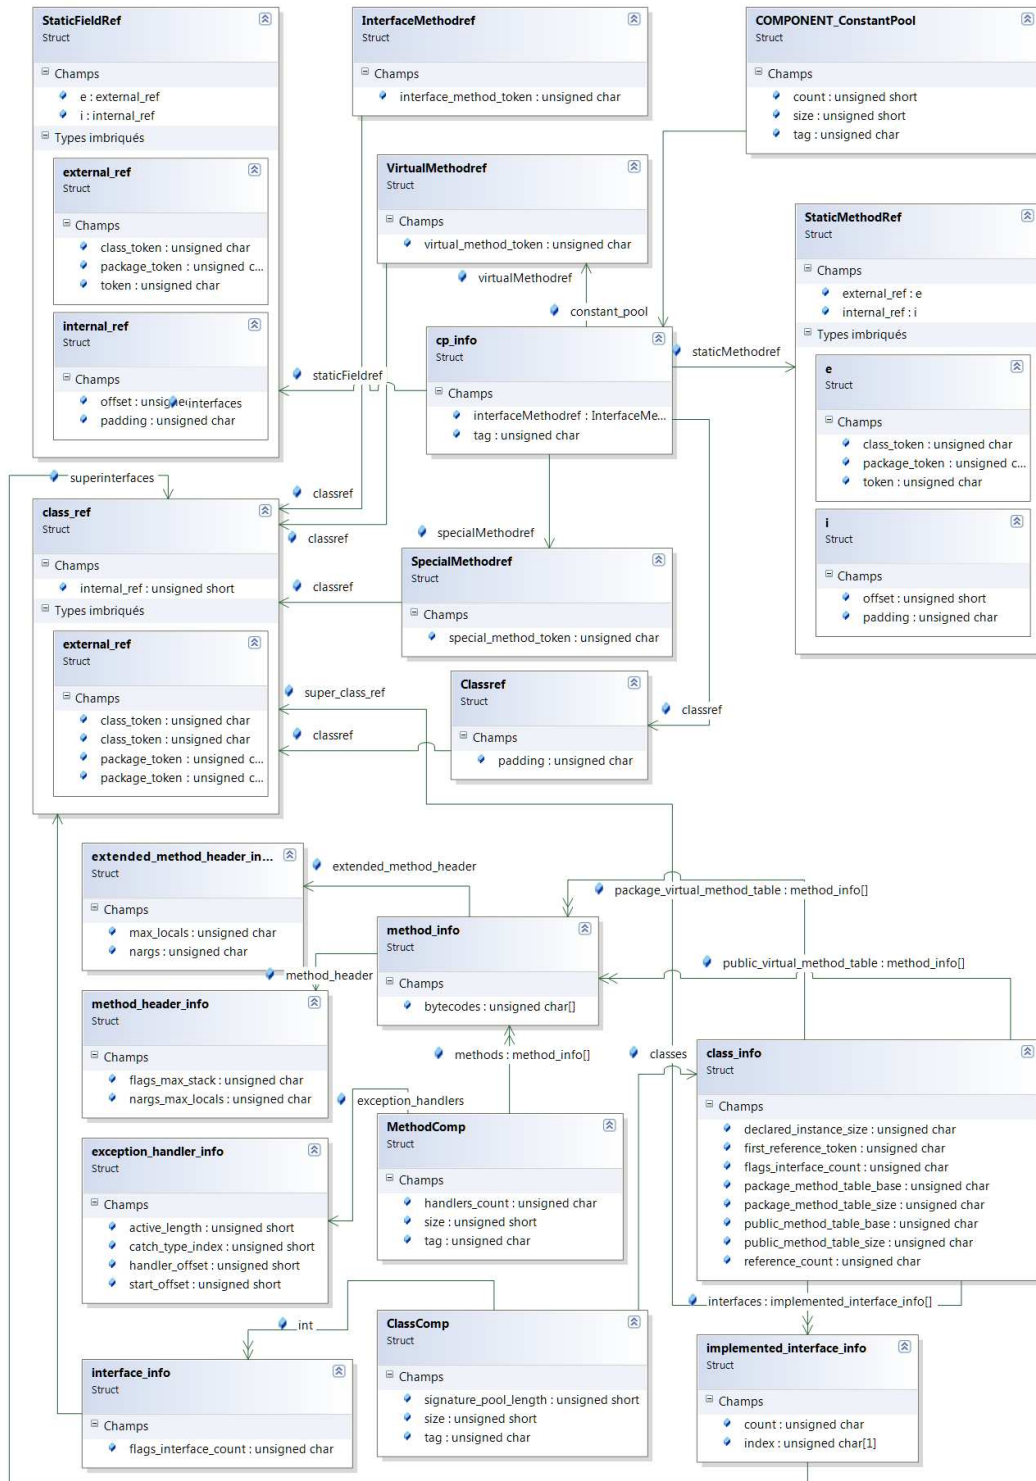 StaticFieldRef
Struct
Champs
e : external_ref
i : internal_ref
Types imbriqués
external_ref
Struct
Champs
class_token : unsigned char
package_token : unsigned c...
token : unsigned char
internal_ref
Struct
Champs
offset : unsigne
interfaces
padding : unsigned char
InterfaceMethodref
Struct
Champs
interface_method_token : unsigned char
COMPONENT_ConstantPool
Struct
Champs
count : unsigned short
size : unsigned short
tag : unsigned char
VirtualMethodref
Struct
Champs
virtual_method_token : unsigned char
virtualMethodref
constant_pool
StaticMethodRef
Struct
Champs
external_ref : e
internal_ref : i
Types imbriqués
e
Struct
Champs
class_token : unsigned char
package_token : unsigned c...
token : unsigned char
i
Struct
Champs
offset : unsigned short
padding : unsigned char
cp_info
Struct
Champs
interfaceMethodref : InterfaceMe...
tag : unsigned char
staticMethodref
staticFieldref
superinterfaces
classref
classref
specialMethodref
class_ref
Struct
Champs
internal_ref : unsigned short
Types imbriqués
external_ref
Struct
Champs
class_token : unsigned char
class_token : unsigned char
package_token : unsigned c...
package_token : unsigned c...
SpecialMethodref
Struct
Champs
special_method_token : unsigned char
classref
super_class_ref
classref
Classref
Struct
Champs
padding : unsigned char
classref
extended_method_header_in...
Struct
Champs
max_locals : unsigned char
nargs : unsigned char
extended_method_header
package_virtual_method_table : method_info[]
method_info
Struct
Champs
bytecodes : unsigned char[]
public_virtual_method_table : method_info[]
method_header
method_header_info
Struct
Champs
flags_max_stack : unsigned char
nargs_max_locals : unsigned char
methods : method_info[]
classes
class_info
Struct
Champs
declared_instance_size : unsigned char
first_reference_token : unsigned char
flags_interface_count : unsigned char
package_method_table_base : unsigned char
package_method_table_size : unsigned char
public_method_table_base : unsigned char
public_method_table_size : unsigned char
reference_count : unsigned char
exception_handlers
MethodComp
Struct
Champs
handlers_count : unsigned char
size : unsigned short
tag : unsigned char
exception_handler_info
Struct
Champs
active_length : unsigned short
catch_type_index : unsigned short
handler_offset : unsigned short
start_offset : unsigned short
interfaces : implemented_interface_info[]
int
ClassComp
Struct
Champs
signature_pool_length : unsigned short
size : unsigned short
tag : unsigned char
interface_info
Struct
Champs
flags_interface_count : unsigned char
implemented_interface_info
Struct
Champs
count : unsigned char
index : unsigned char[1]